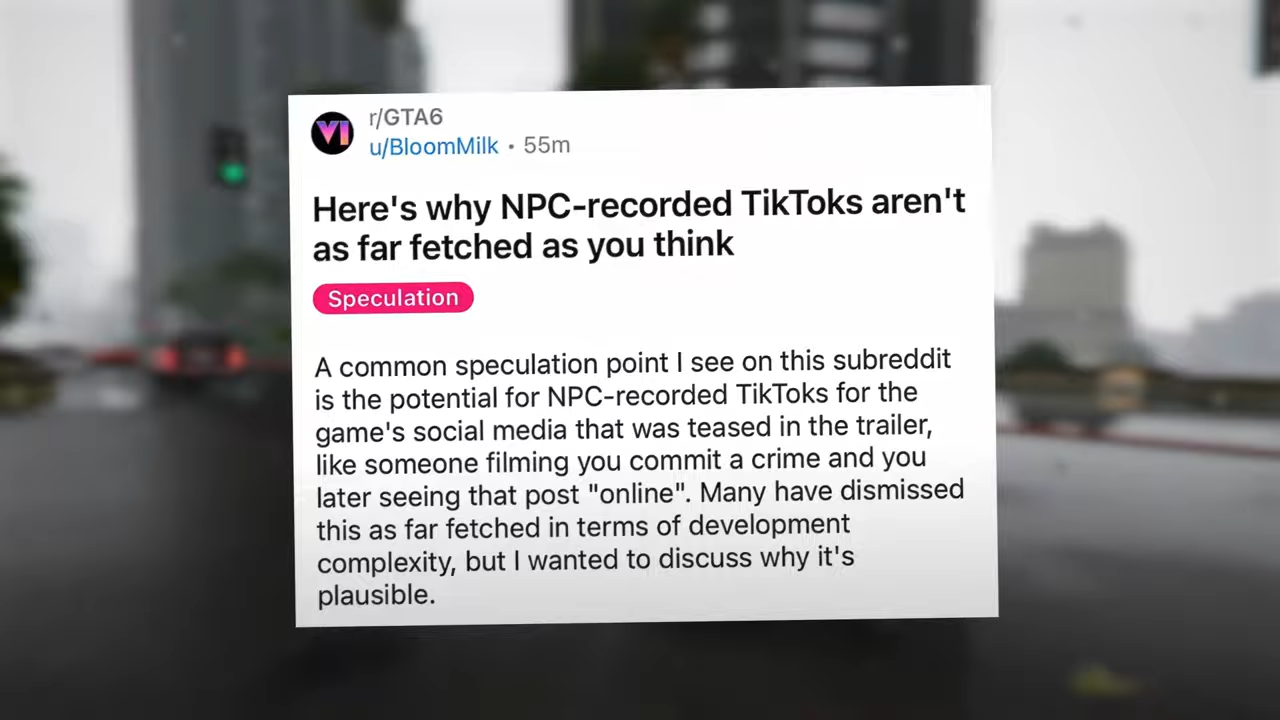 VI
r/GTA6
u/BloomMilk • 55m
Here's why NPC-recorded TikToks aren't
as far fetched as you think
Speculation
A common speculation point I see on this subreddit
is the potential for NPC-recorded TikToks for the
game's social media that was teased in the trailer,
like someone filming you commit a crime and you
later seeing that post "online". Many have dismissed
this as far fetched in terms of development
complexity, but I wanted to discuss why it's
plausible.